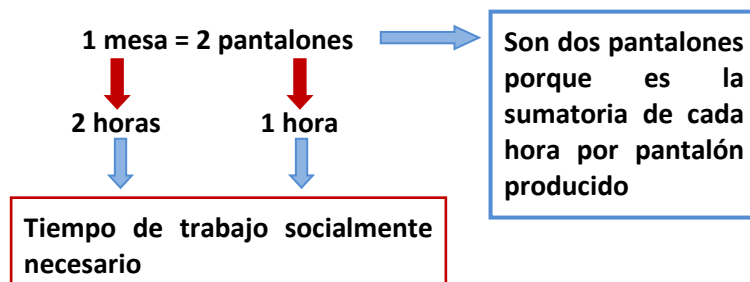 1 mesa = 2 pantalones
2 horas 1 hora
Tiempo de trabajo socialmente
necesario
Son dos pantalones
porque es la
sumatoria de cada
hora por pantalón
producido